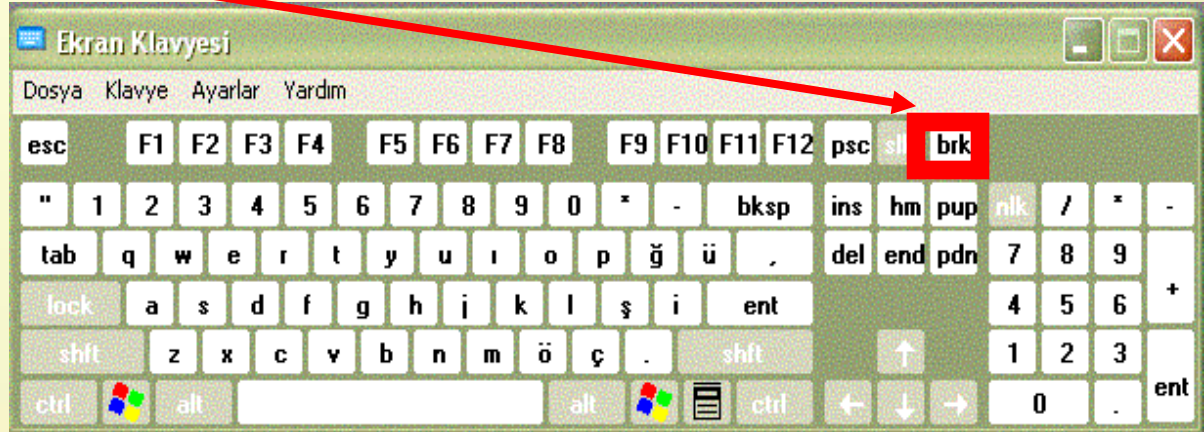 Ekran Klavyesi
Dosya Klavye Ayarlar Yardım
esc F1 F2 F3 F4 F5 F6 F7 F8 F9 F10 F11 F12 psc brk
" 1 2 3 4 5 6 7 8 9 0 * - bksp ins hm pup nlk / * -
tab q w e r t y u ı o p ğ ü , del end pdn 7 8 9 +
lock a s d f g h j k l ş i ent 4 5 6
shft z x c v b n m ö ç . shft ↑ 1 2 3 ent
ctrl alt alt ctrl ← ↓ → 0 .